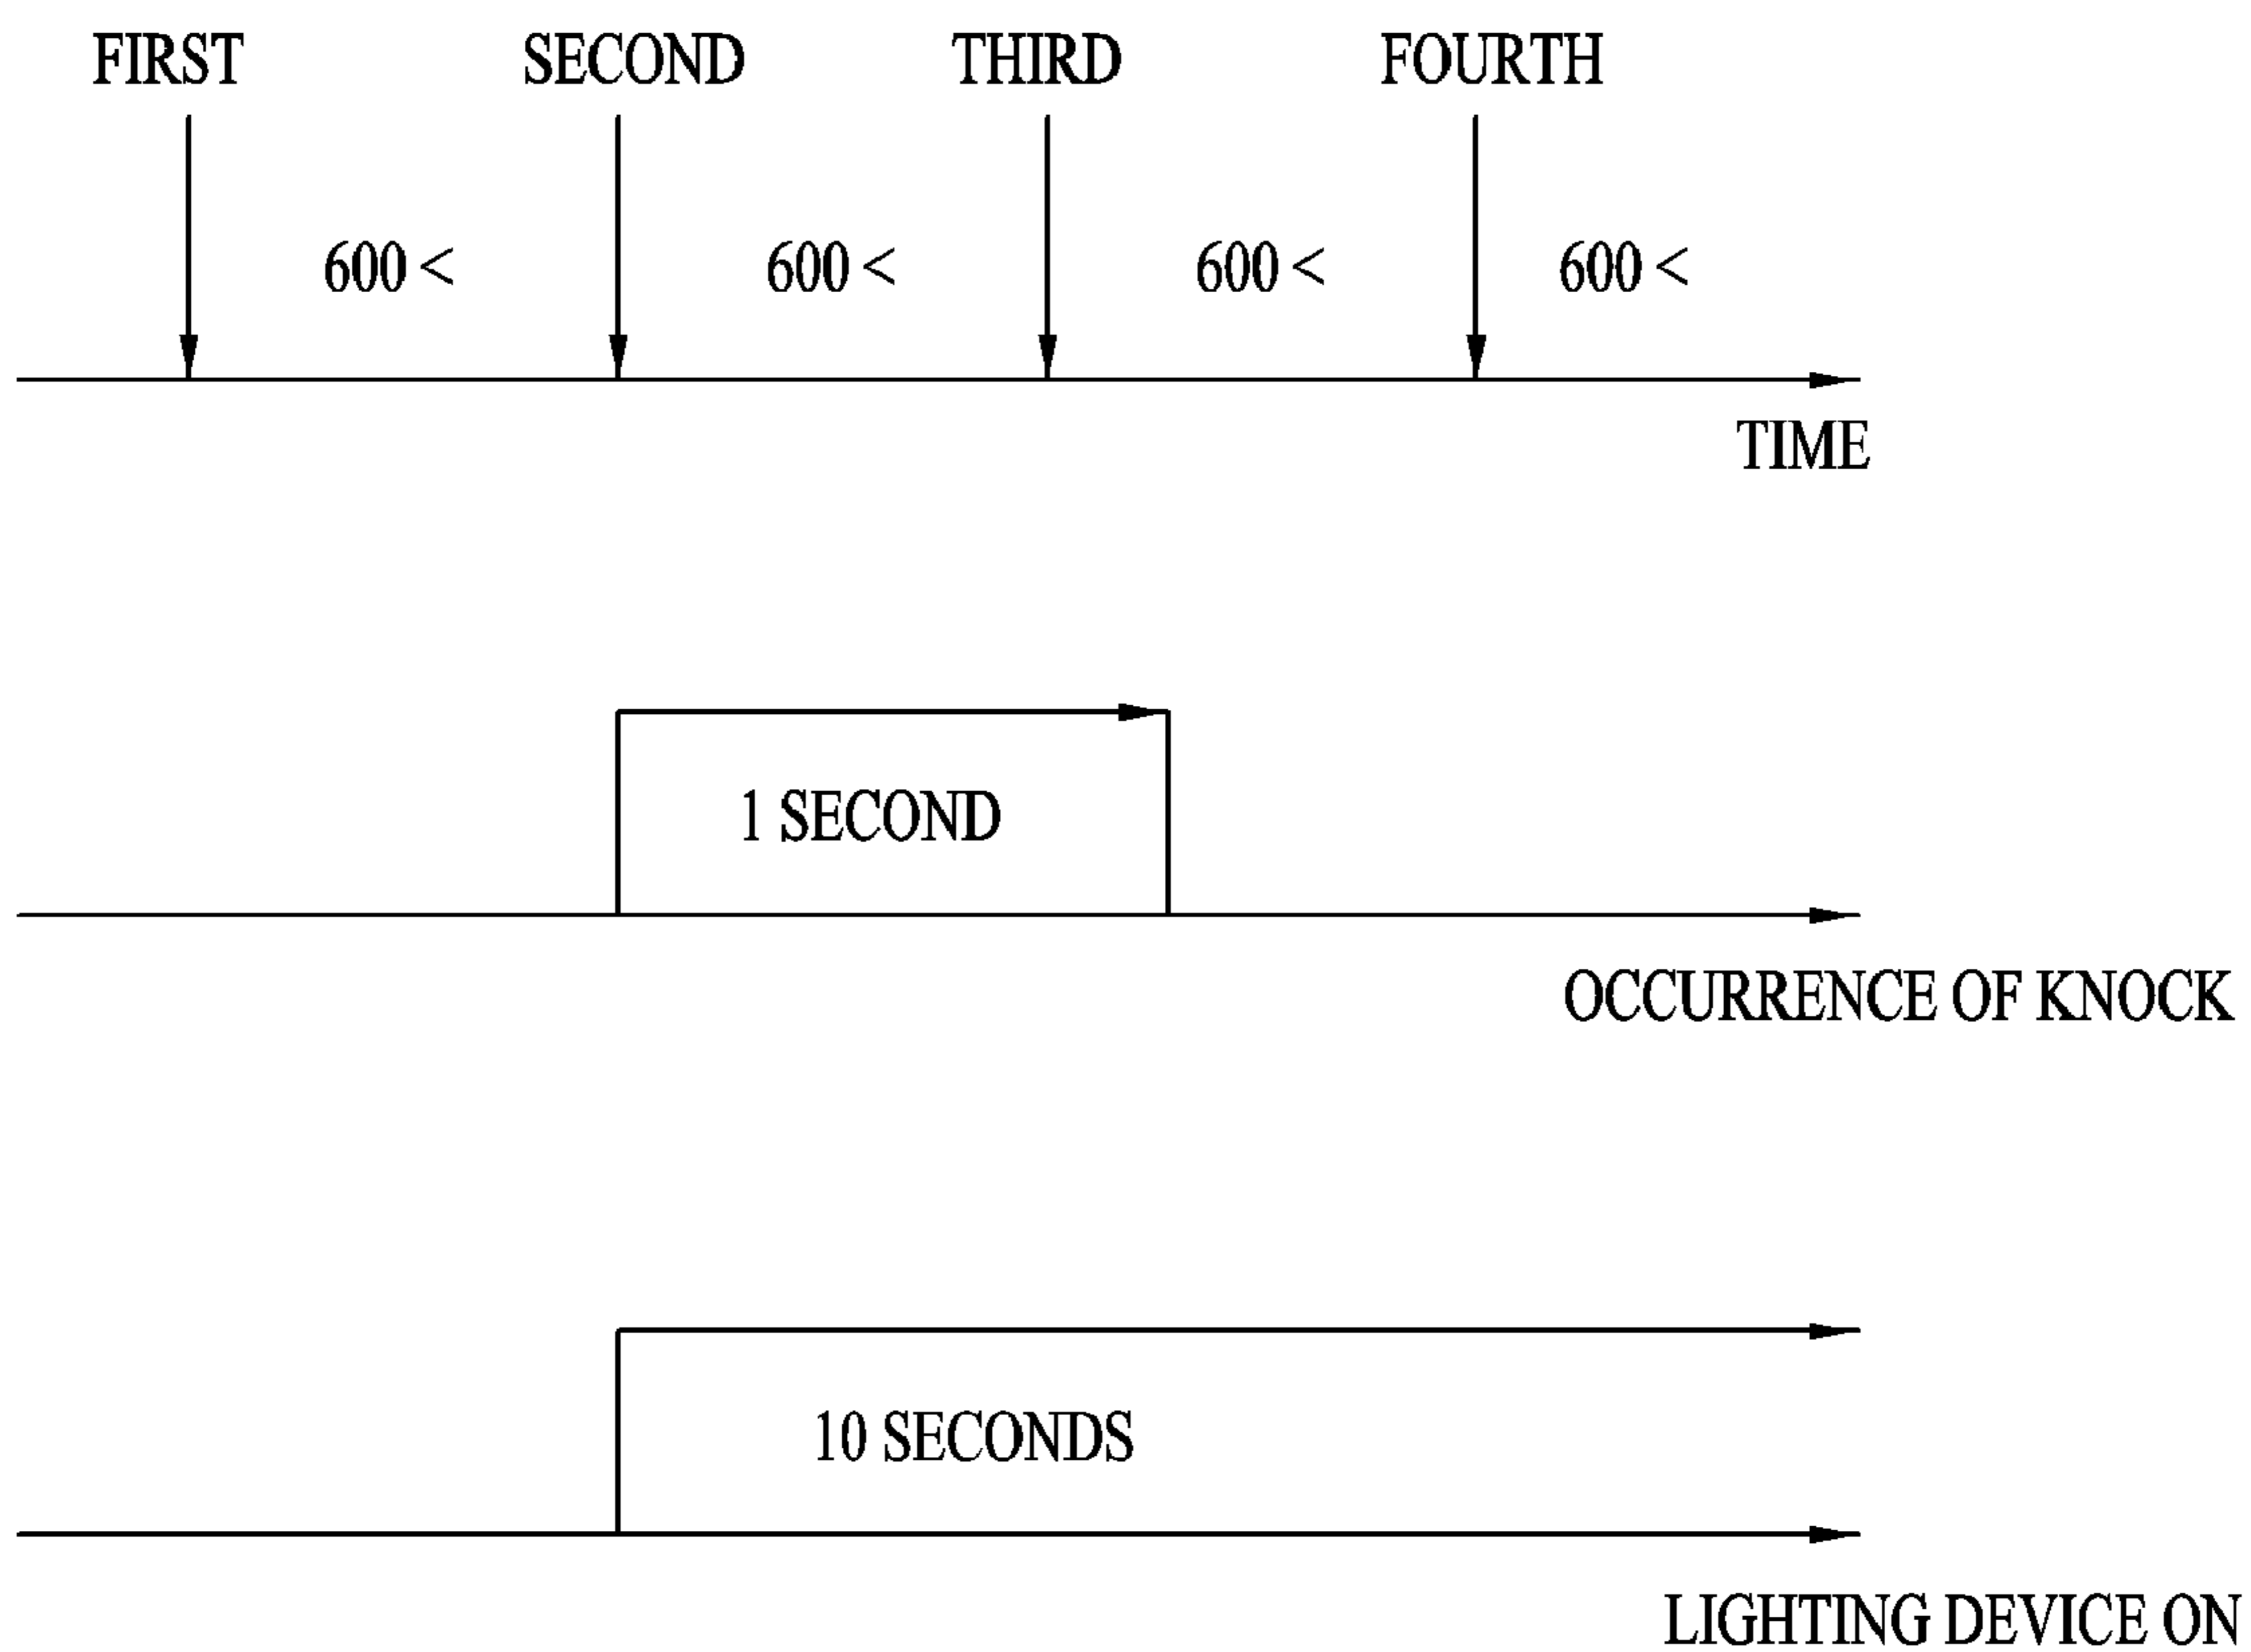 FIRST SECOND THIRD FOURTH
600 < 600 < 600 < 600 <
TIME
1 SECOND
OCCURRENCE OF KNOCK
10 SECONDS
LIGHTING DEVICE ON